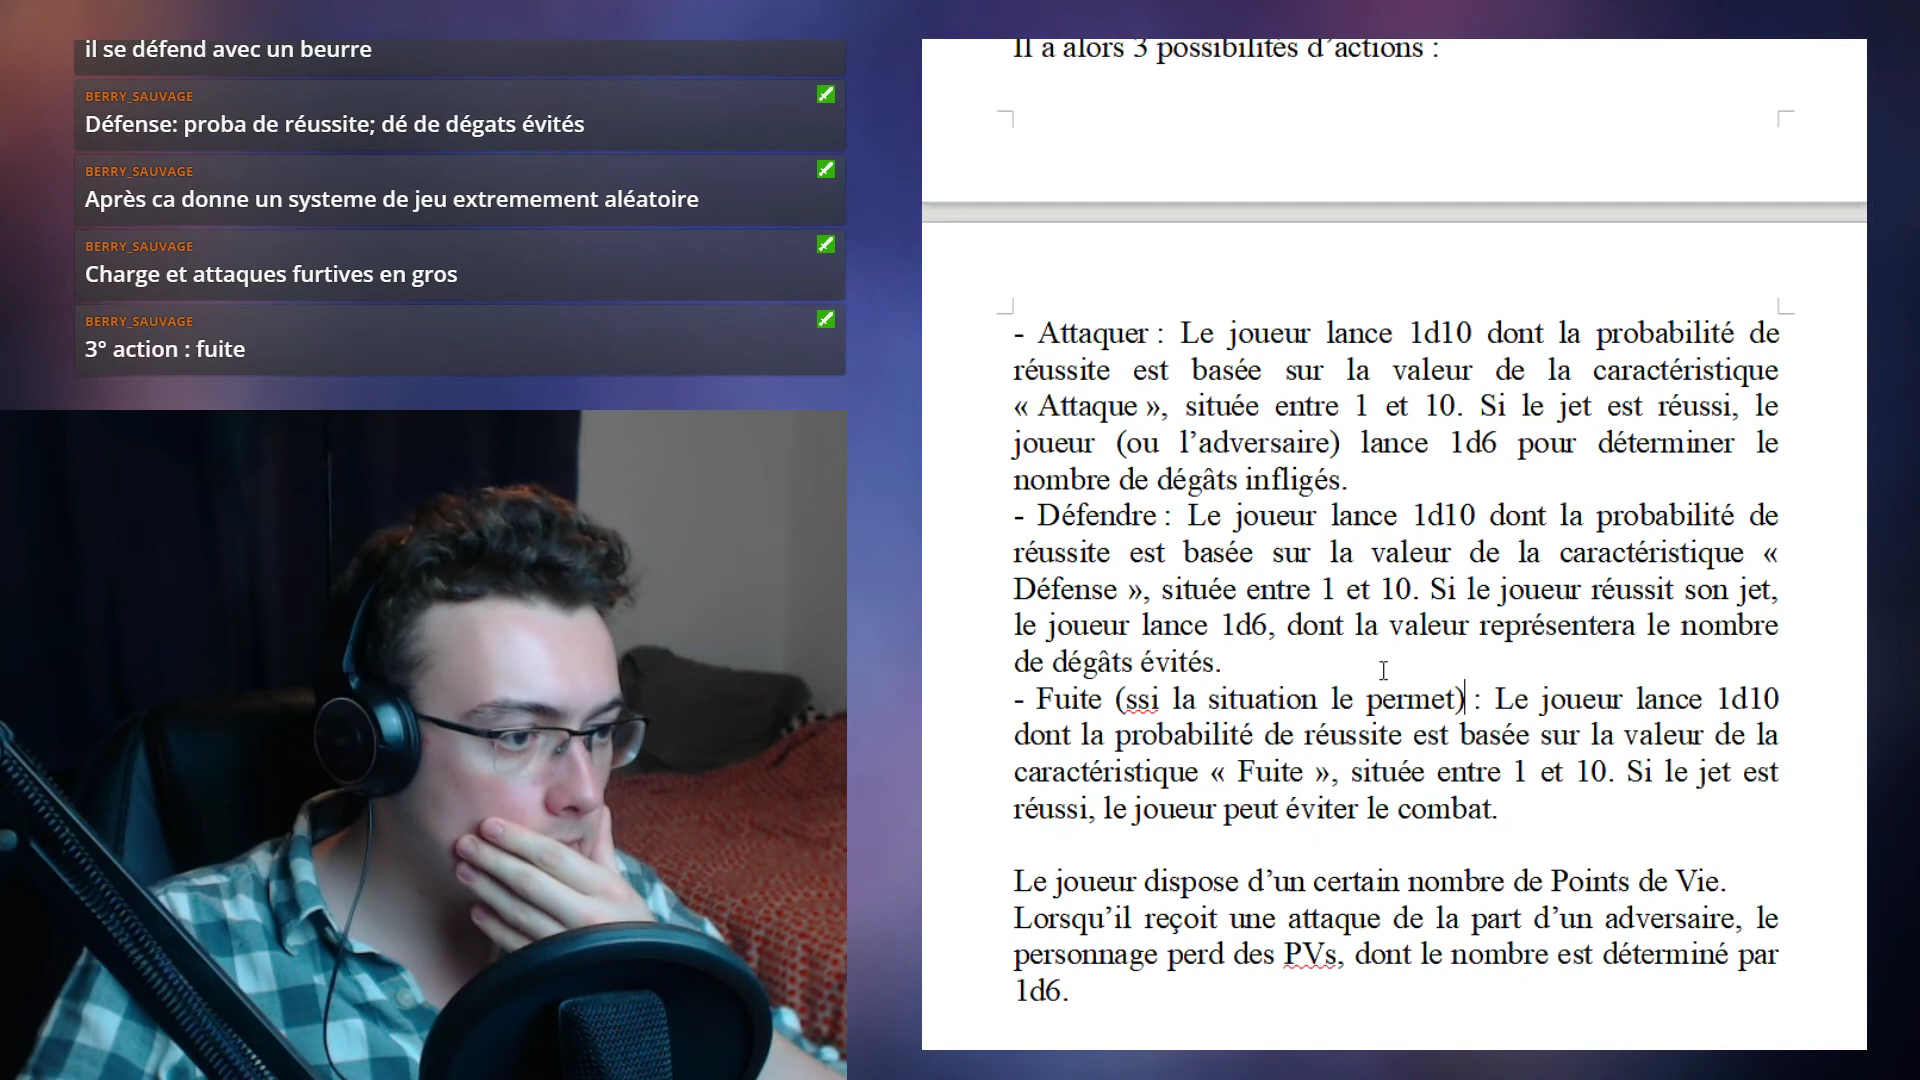 il se défend avec un beurre
BERRY_SAUVAGE
Défense: proba de réussite; dé de dégats évités
BERRY_SAUVAGE
Après ca donne un systeme de jeu extremement aléatoire
BERRY_SAUVAGE
Charge et attaques furtives en gros
BERRY_SAUVAGE
3° action : fuite
Il a alors 3 possibilités d’actions :
- Attaquer : Le joueur lance 1d10 dont la probabilité de
réussite est basée sur la valeur de la caractéristique
« Attaque », située entre 1 et 10. Si le jet est réussi, le
joueur (ou l’adversaire) lance 1d6 pour déterminer le
nombre de dégâts infligés.
- Défendre : Le joueur lance 1d10 dont la probabilité de
réussite est basée sur la valeur de la caractéristique «
Défense », située entre 1 et 10. Si le joueur réussit son jet,
le joueur lance 1d6, dont la valeur représentera le nombre
de dégâts évités.
- Fuite (ssi la situation le permet) : Le joueur lance 1d10
dont la probabilité de réussite est basée sur la valeur de la
caractéristique « Fuite », située entre 1 et 10. Si le jet est
réussi, le joueur peut éviter le combat.
Le joueur dispose d’un certain nombre de Points de Vie.
Lorsqu’il reçoit une attaque de la part d’un adversaire, le
personnage perd des PVs, dont le nombre est déterminé par
1d6.